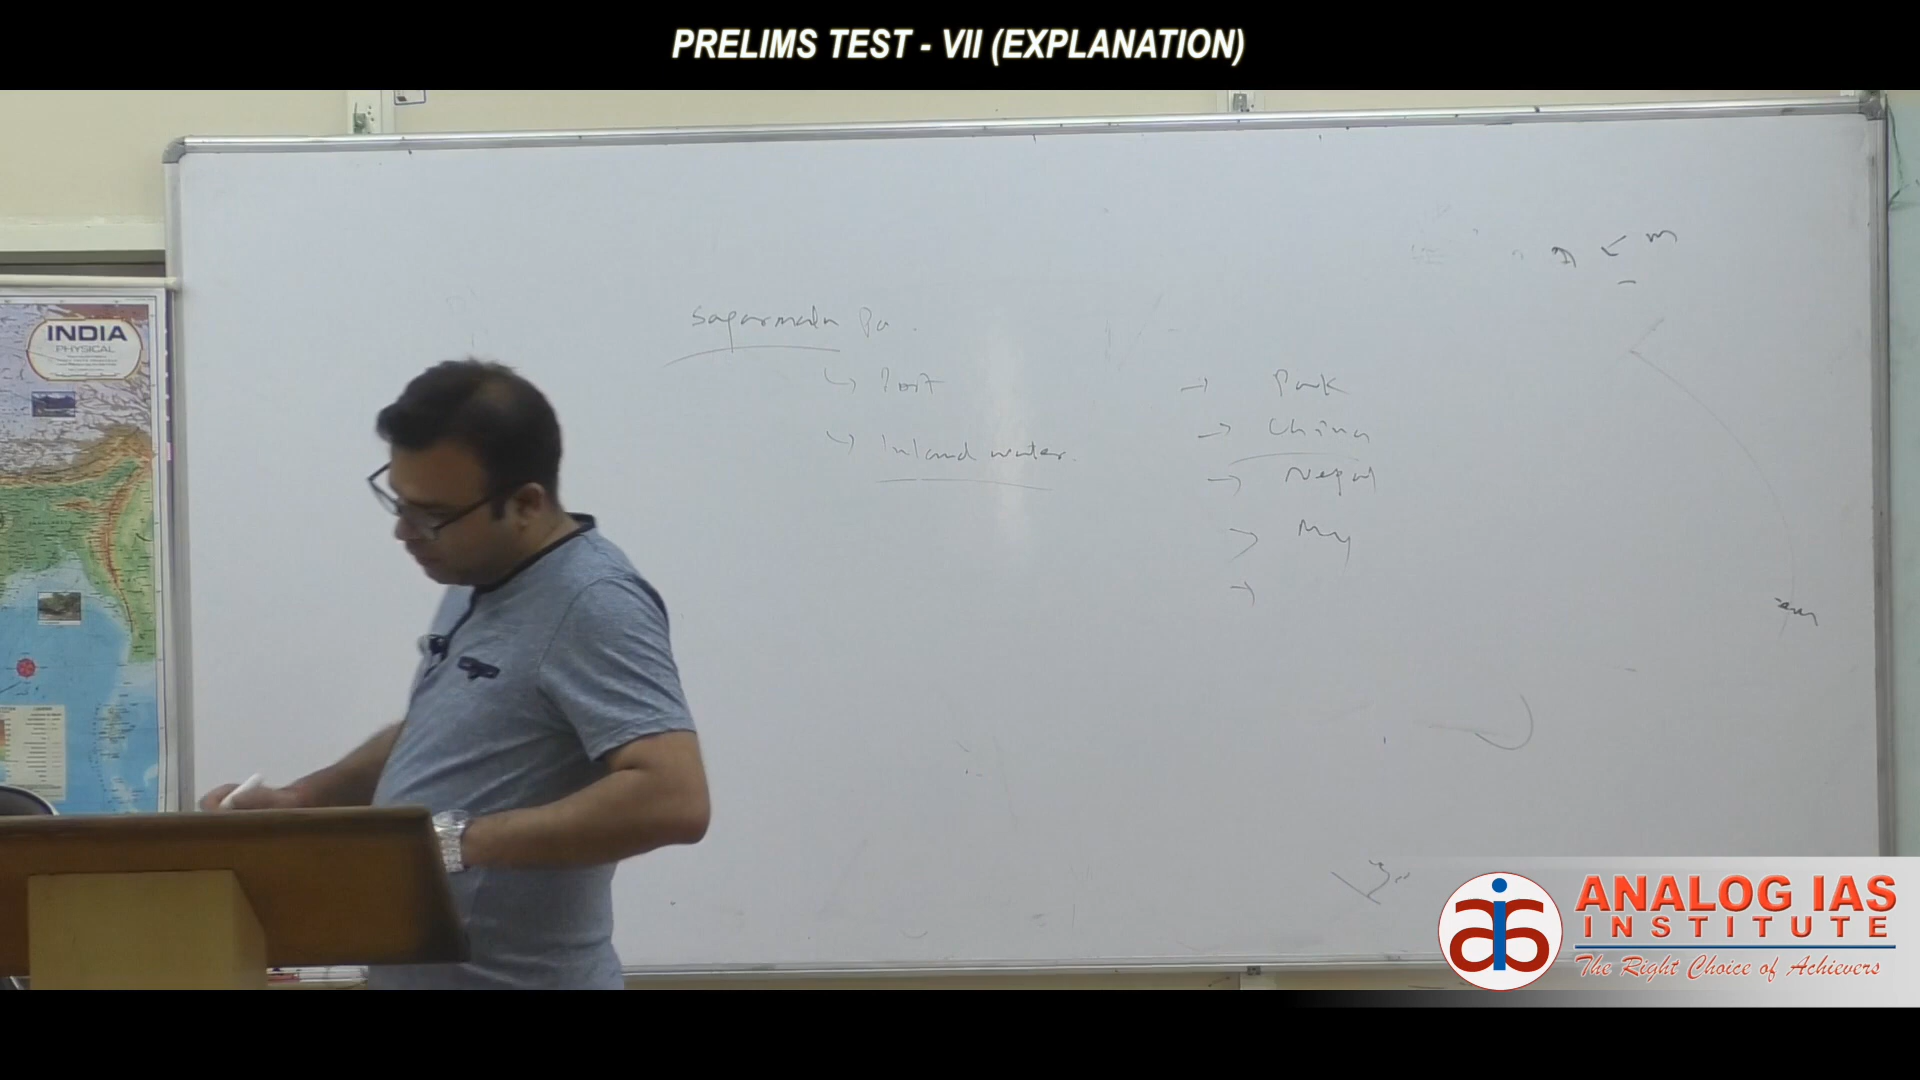 PRELIMS TEST - VII (EXPLANATION)
INDIA
PHYSICAL
Sagarmala
Port
Inland water.
Pak
China
Nepal
My
ANALOG IAS
INSTITUTE
The Right Choice of Achievers